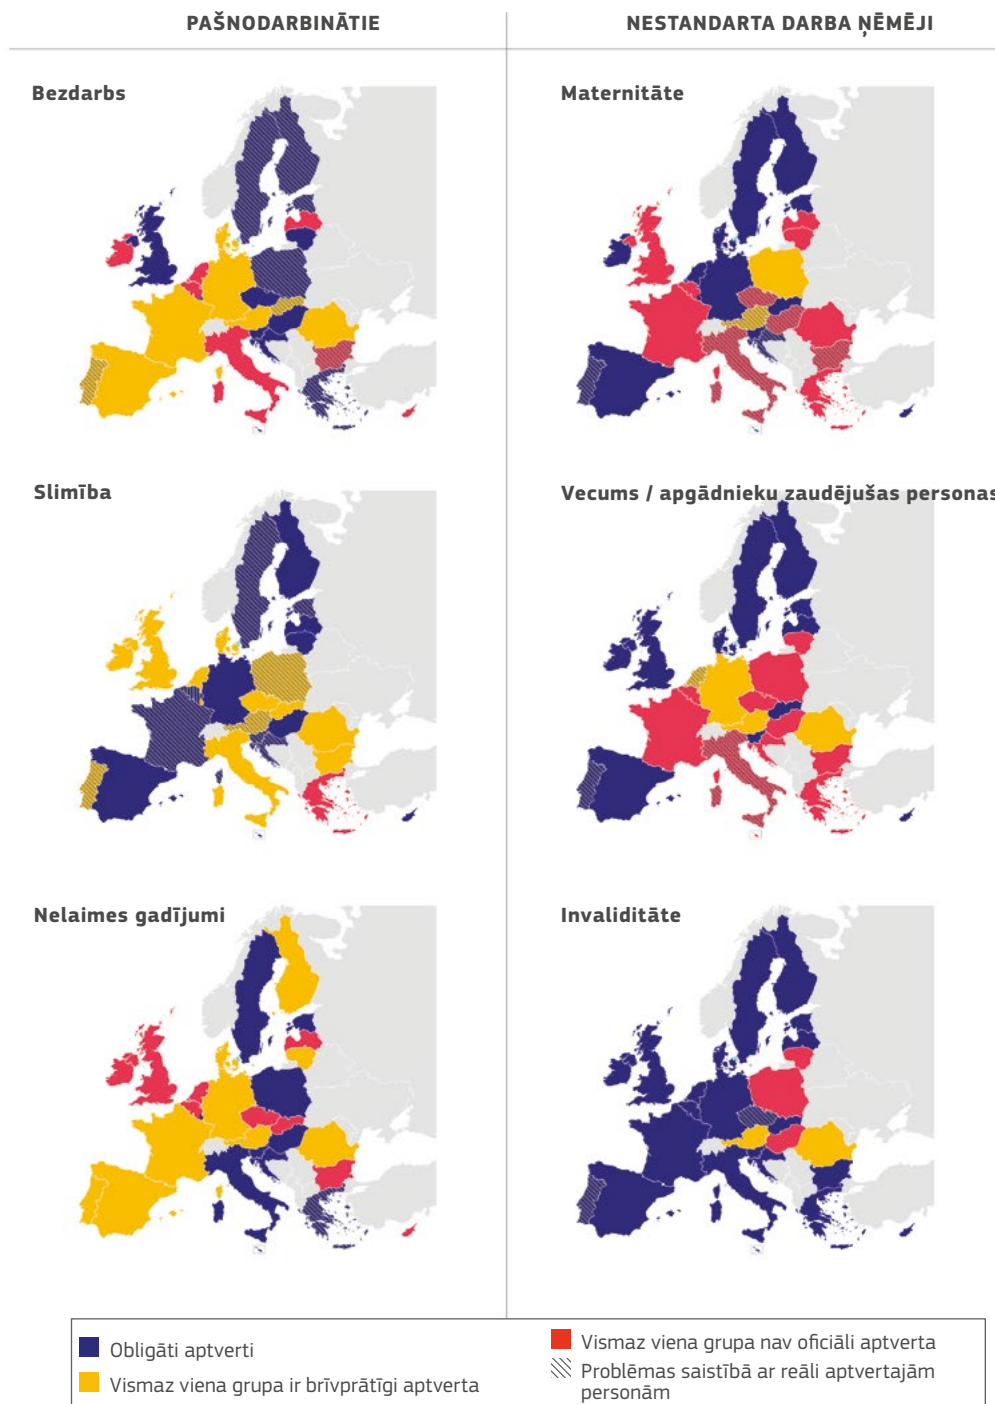 PAŠNODARBINĀTIE
NESTANDARTA DARBA ŅĒMĒJI
Bezdarbs
Maternitāte
Slimība
Vecums / apgādnieku zaudējušas personas
Nelaimes gadījumi
Invaliditāte
Obligāti aptverti
Vismaz viena grupa ir brīvprātīgi aptverta
Vismaz viena grupa nav oficiāli aptverta
Problēmas saistībā ar reāli aptvertajām
personām